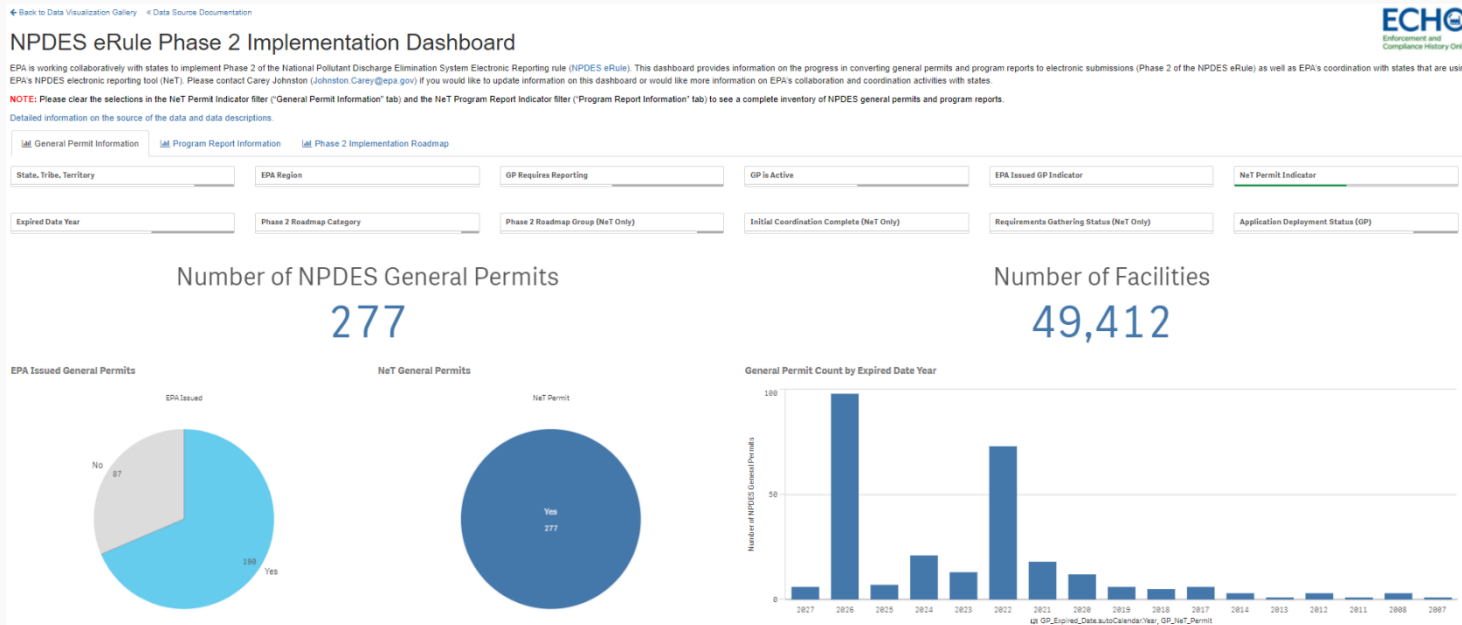 ← Back to Data Visualization Gallery « Data Source Documentation
ECHO
Enforcement and
Compliance History Onl
NPDES eRule Phase 2 Implementation Dashboard
EPA is working collaboratively with states to implement Phase 2 of the National Pollutant Discharge Elimination System Electronic Reporting rule (NPDES eRule). This dashboard provides information on the progress in converting general permits and program reports to electronic submissions (Phase 2 of the NPDES eRule) as well as EPA's coordination with states that are usin
EPA's NPDES electronic reporting tool (NeT). Please contact Carey Johnston (Johnston.Carey@epa.gov) if you would like to update information on this dashboard or would like more information on EPA's collaboration and coordination activities with states.
NOTE: Please clear the selections in the NeT Permit Indicator filter ("General Permit Information" tab) and the NeT Program Report Indicator filter ("Program Report Information" tab) to see a complete inventory of NPDES general permits and program reports.
Detailed information on the source of the data and data descriptions.
General Permit Information Program Report Information Phase 2 Implementation Roadmap
State, Tribe, Territory EPA Region GP Requires Reporting GP is Active EPA Issued GP Indicator NeT Permit Indicator
Expired Date Year Phase 2 Roadmap Category Phase 2 Roadmap Group (NeT Only) Initial Coordination Complete (NeT Only) Requirements Gathering Status (NeT Only) Application Deployment Status (GP)
Number of NPDES General Permits
277
Number of Facilities
49,412
EPA Issued General Permits
EPA Issued
No
87
190
Yes
NeT General Permits
NeT Permit
Yes
277
General Permit Count by Expired Date Year
Number of NPDES General Permits
100
50
0
2027 2026 2025 2024 2023 2022 2021 2020 2019 2018 2017 2014 2013 2012 2011 2008 2007
GP_Expired_Date.autoCalendar.Year, GP_NeT_Permit